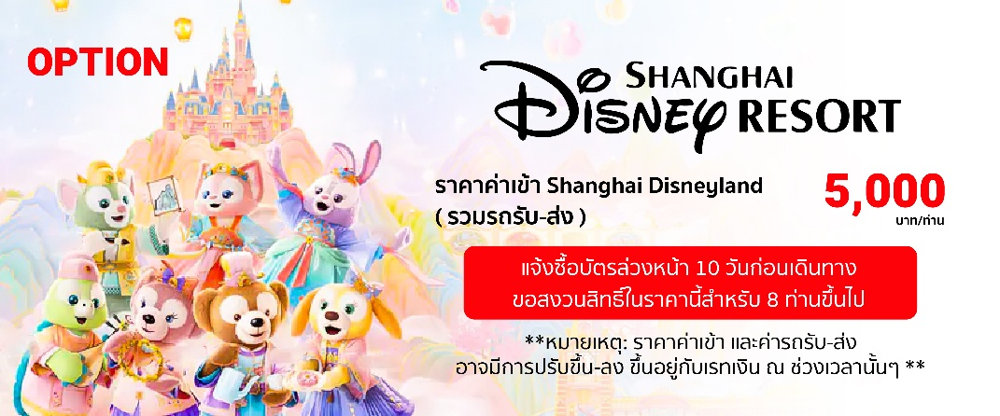 OPTION
SHANGHAI
DISNEY RESORT
ราคาค่าเข้า Shanghai Disneyland
( รวมรถรับ-ส่ง )
5,000
บาท/ท่าน
แจ้งซื้อบัตรล่วงหน้า 10 วันก่อนเดินทาง
ขอสงวนสิทธิ์ในราคานี้สำหรับ 8 ท่านขึ้นไป
**หมายเหตุ: ราคาค่าเข้า และค่ารถรับ-ส่ง
อาจมีการปรับขึ้น-ลง ขึ้นอยู่กับเรทเงิน ณ ช่วงเวลานั้นๆ **